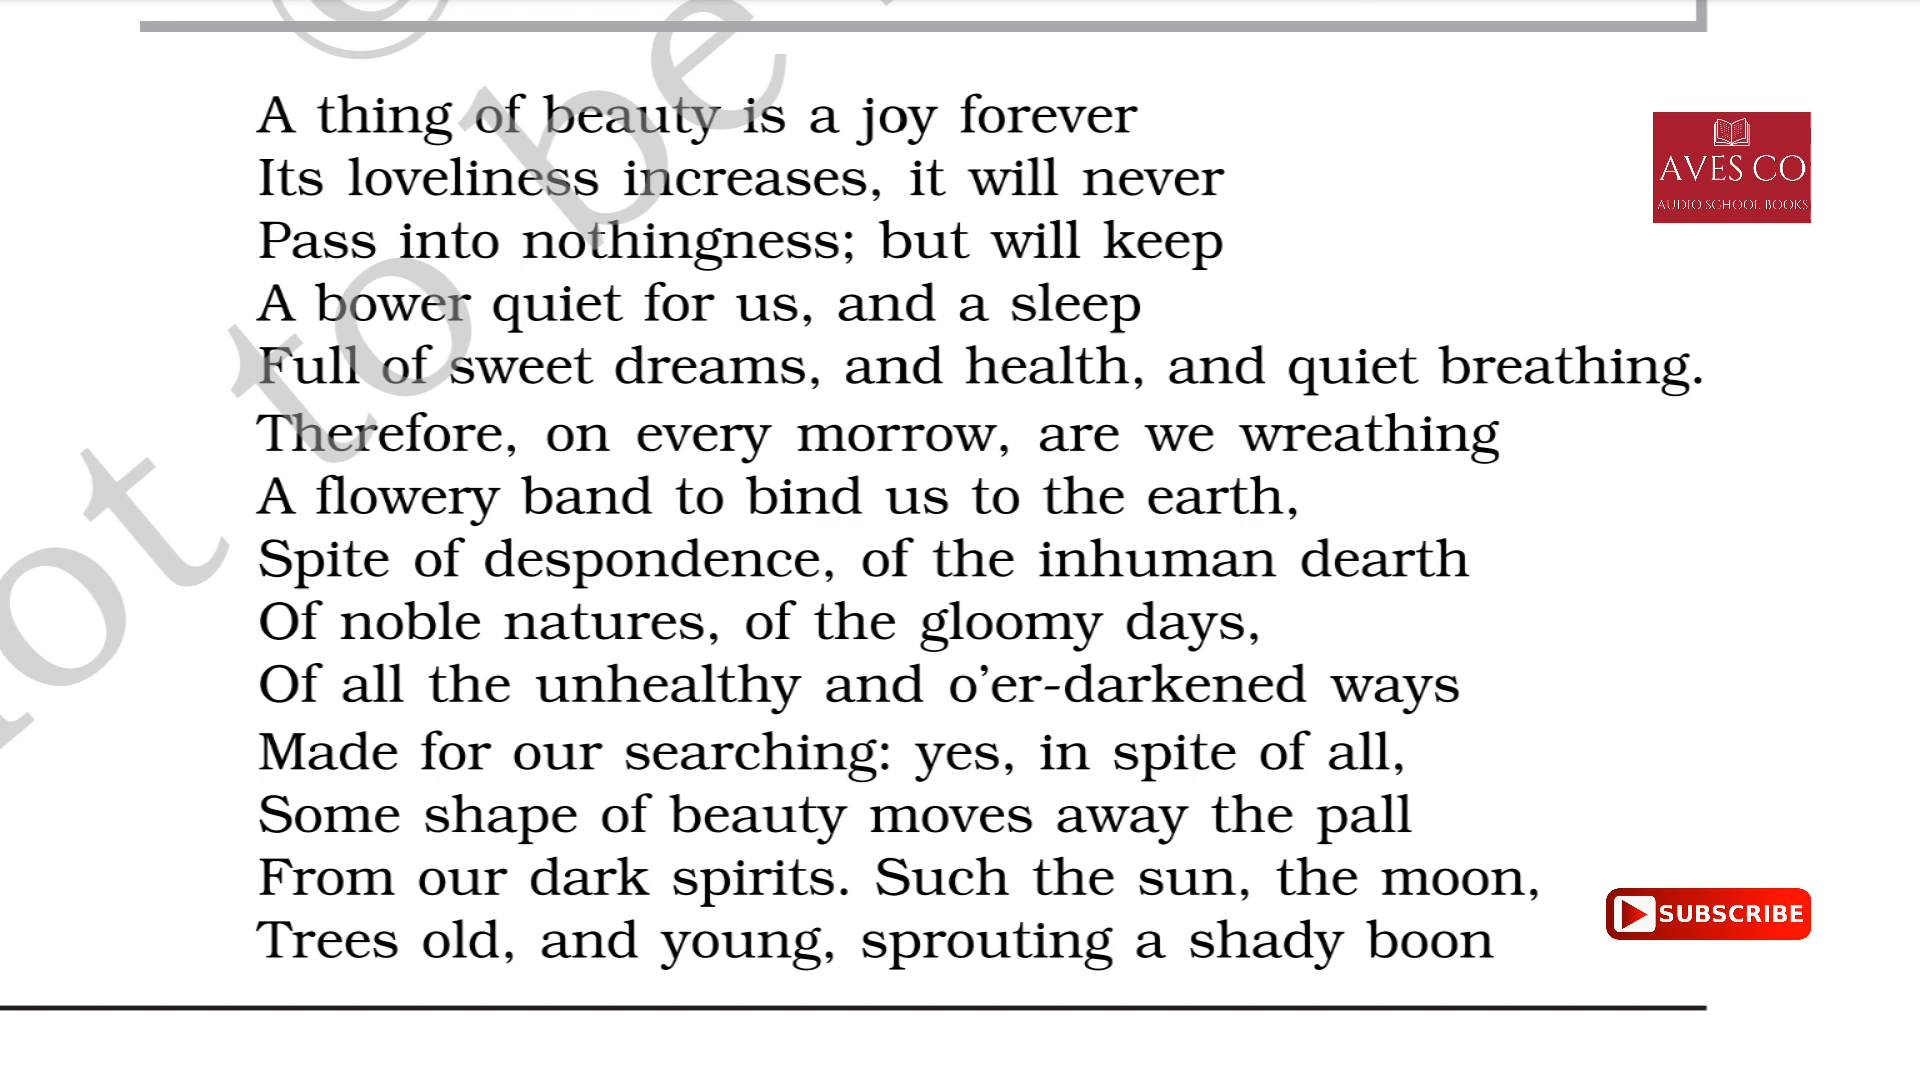 A thing of beauty is a joy forever
Its loveliness increases, it will never
Pass into nothingness; but will keep
A bower quiet for us, and a sleep
Full of sweet dreams, and health, and quiet breathing.
Therefore, on every morrow, are we wreathing
A flowery band to bind us to the earth,
Spite of despondence, of the inhuman dearth
Of noble natures, of the gloomy days,
Of all the unhealthy and o’er-darkened ways
Made for our searching: yes, in spite of all,
Some shape of beauty moves away the pall
From our dark spirits. Such the sun, the moon,
Trees old, and young, sprouting a shady boon
AVES CO
AUDIO SCHOOL BOOKS
SUBSCRIBE
©
not to be